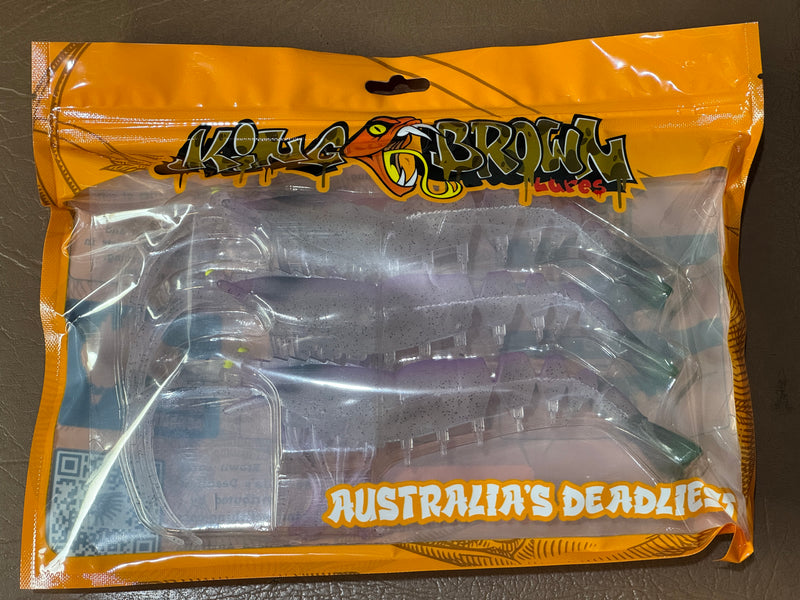 KING BROWN
Lures
AUSTRALIA'S DEADLIEST